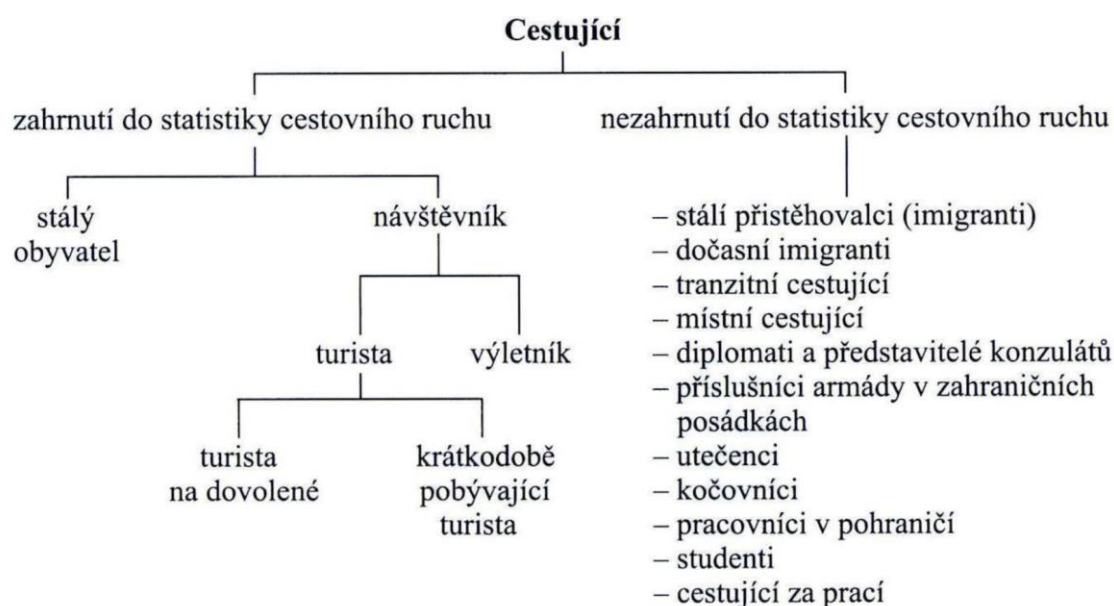 Cestující
zahrnutí do statistiky cestovního ruchu
nezahrnutí do statistiky cestovního ruchu
stálý
obyvatel
návštěvník
turista
výletník
turista
na dovolené
krátkodobě
pobývající
turista
– stálí přistěhovalci (imigranti)
– dočasní imigranti
– tranzitní cestující
– místní cestující
– diplomati a představitelé konzulátů
– příslušníci armády v zahraničních
posádkách
– utečenci
– kočovníci
– pracovníci v pohraničí
– studenti
– cestující za prací